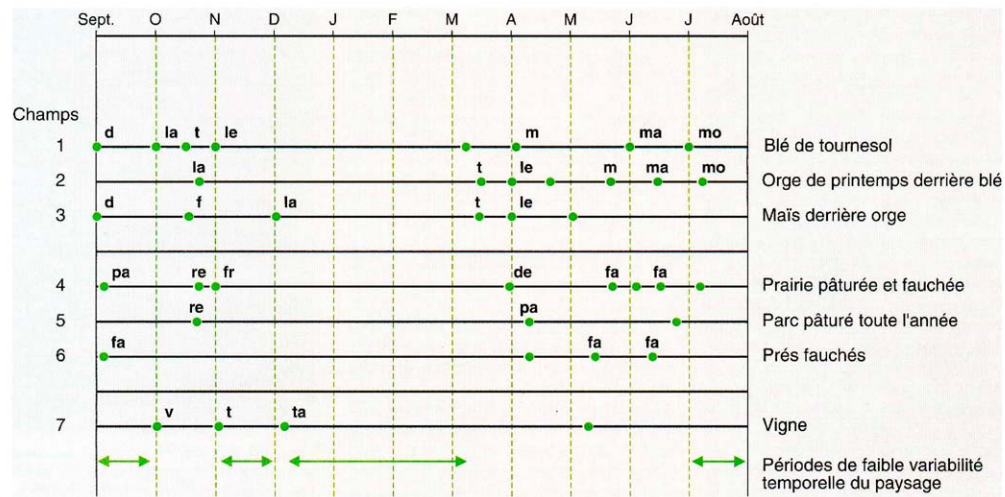 Sept. O N D J F M A M J J Août
Champs
d la t le m ma mo
1 Blé de tournesol
la t le m ma mo
2 Orge de printemps derrière blé
d f la t le
3 Maïs derrière orge
pa re fr de fa fa
4 Prairie pâturée et fauchée
re pa
5 Parc pâturé toute l'année
fa fa fa
6 Prés fauchés
v t ta
7 Vigne
Périodes de faible variabilité
temporelle du paysage